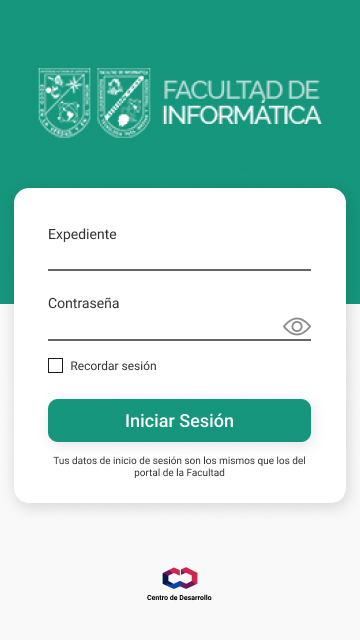 FACULTAD DE
INFORMÁTICA
Expediente
Contraseña
Recordar sesión
Iniciar Sesión
Tus datos de inicio de sesión son los mismos que los del
portal de la Facultad
Centro de Desarrollo